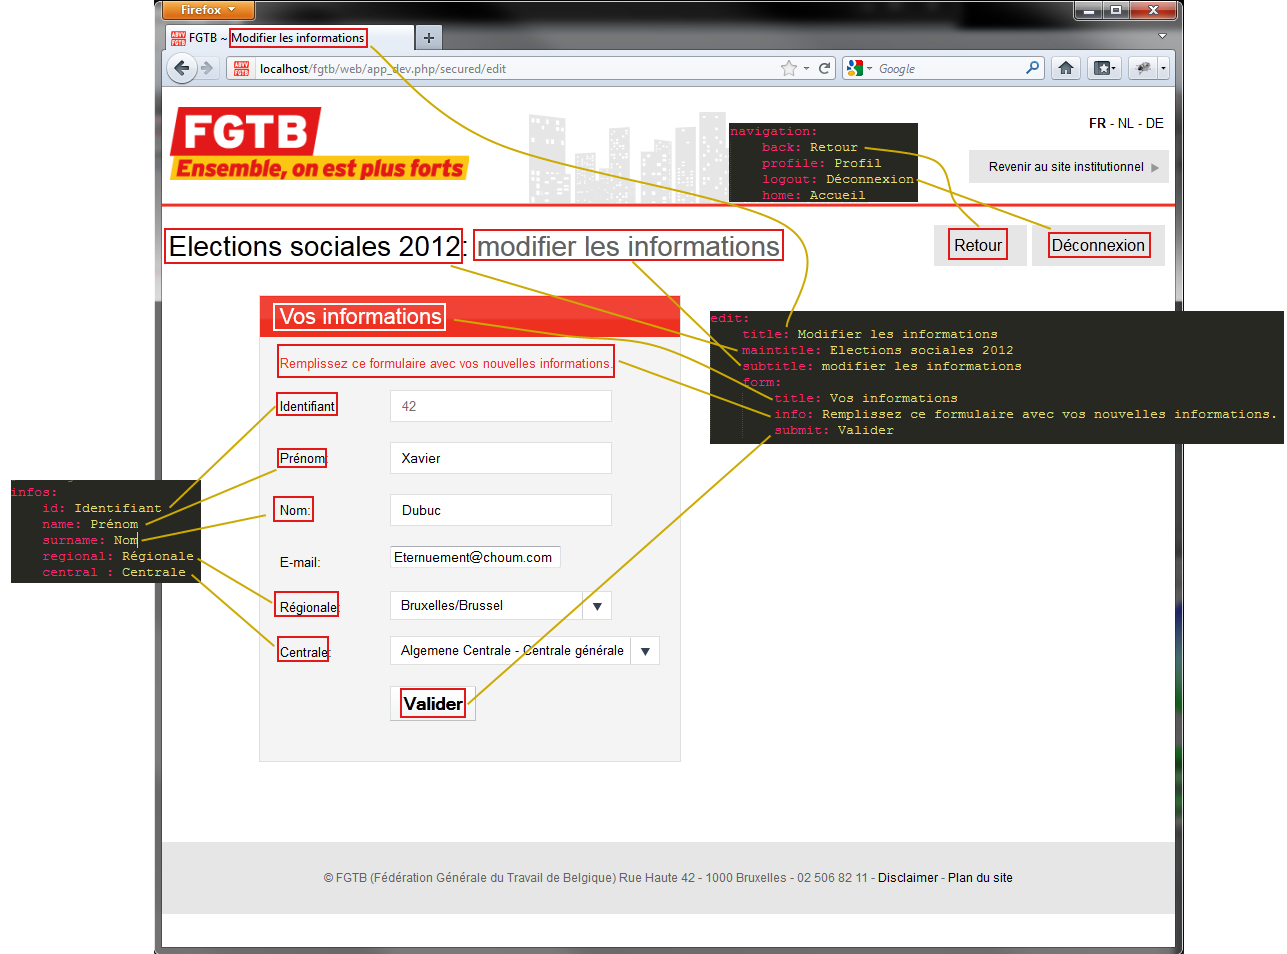 Firefox
FGTB ~ Modifier les informations
localhost/fgtb/web/app_dev.php/secured/edit
Google
FGTB
Ensemble, on est plus forts
FR - NL - DE
Revenir au site institutionnel
navigation:
back: Retour
profile: Profil
logout: Déconnexion
home: Accueil
Elections sociales 2012: modifier les informations
Retour
Déconnexion
Vos informations
Remplissez ce formulaire avec vos nouvelles informations.
Identifiant
42
Prénom:
Xavier
Nom:
Dubuc
E-mail:
Eternuement@choum.com
Régionale:
Bruxelles/Brussel
Centrale:
Algemene Centrale - Centrale générale
Valider
edit:
title: Modifier les informations
maintitle: Elections sociales 2012
subtitle: modifier les informations
form:
title: Vos informations
info: Remplissez ce formulaire avec vos nouvelles informations.
submit: Valider
infos:
id: Identifiant
name: Prénom
surname: Nom
regional: Régionale
central : Centrale
© FGTB (Fédération Générale du Travail de Belgique) Rue Haute 42 - 1000 Bruxelles - 02 506 82 11 - Disclaimer - Plan du site